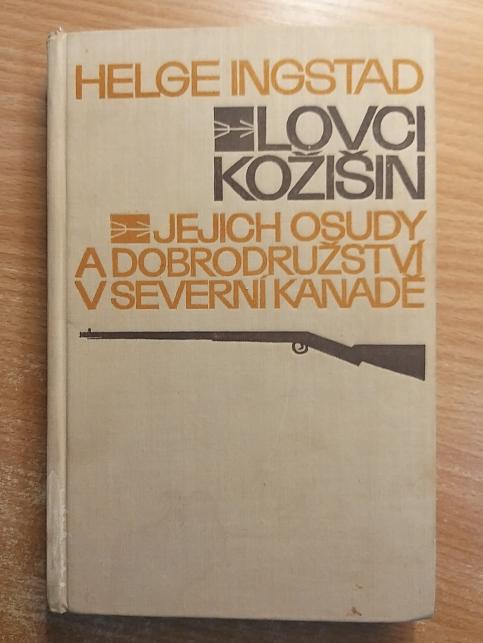 HELGE INGSTAD
LOVCI
KOŽIŠIN
JEJICH OSUDY
A DOBRODRUŽSTVÍ
V SEVERNÍ KANADĚ